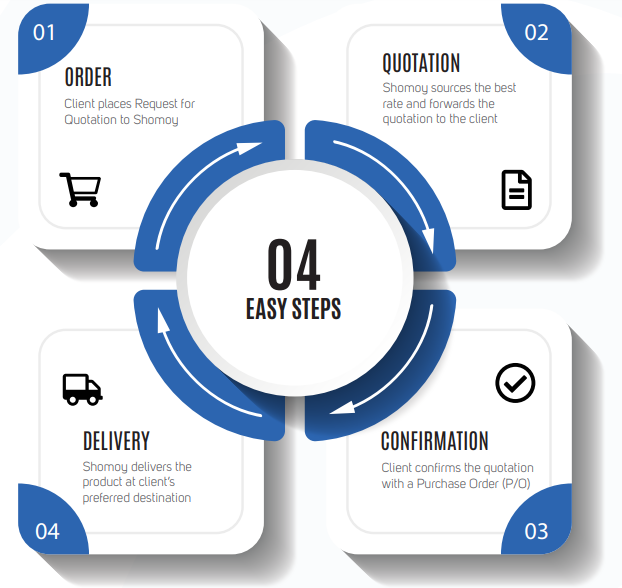 01
ORDER
Client places Request for
Quotation to Shomoy
02
QUOTATION
Shomoy sources the best
rate and forwards the
quotation to the client
04
EASY STEPS
DELIVERY
Shomoy delivers the
product at client's
preferred destination
04
CONFIRMATION
Client confirms the quotation
with a Purchase Order (P/O)
03